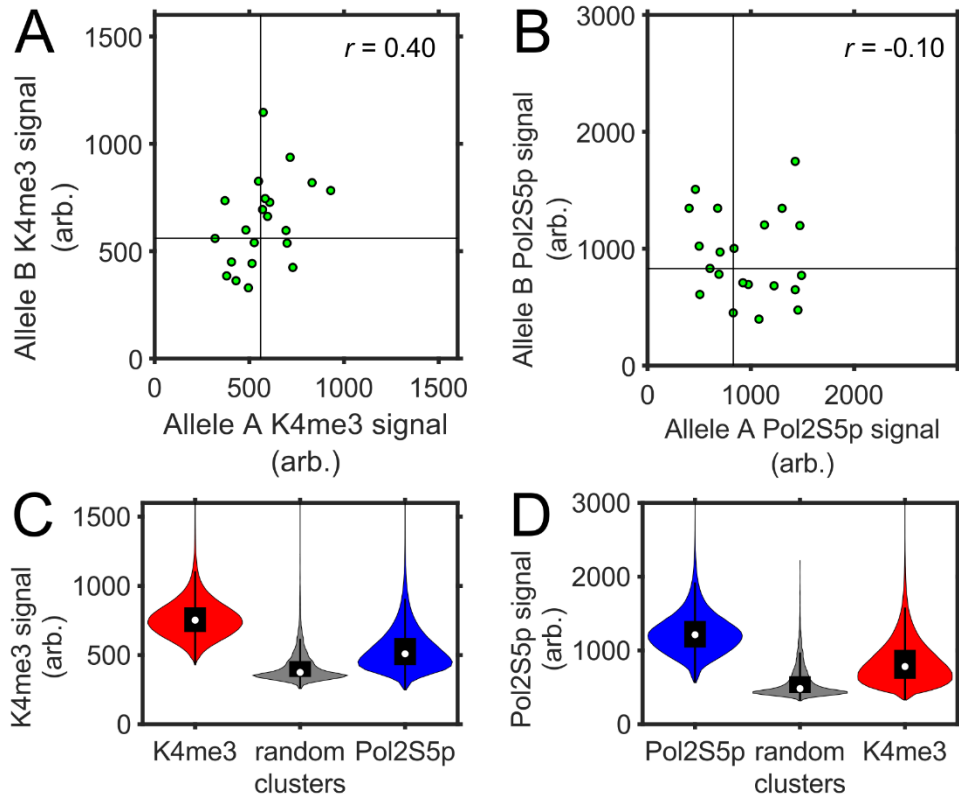 A
1500
1000
500
0
0
500
1000
1500
r = 0.40
Allele B K4me3 signal
(arb.)
Allele A K4me3 signal
(arb.)
B
3000
2000
1000
0
0
1000
2000
r = -0.10
Allele B Pol2S5p signal
(arb.)
Allele A Pol2S5p signal
(arb.)
C
1500
1000
500
0
K4me3 signal
(arb.)
K4me3 random Pol2S5p
clusters
D
3000
2000
1000
0
Pol2S5p signal
(arb.)
Pol2S5p random K4me3
clusters